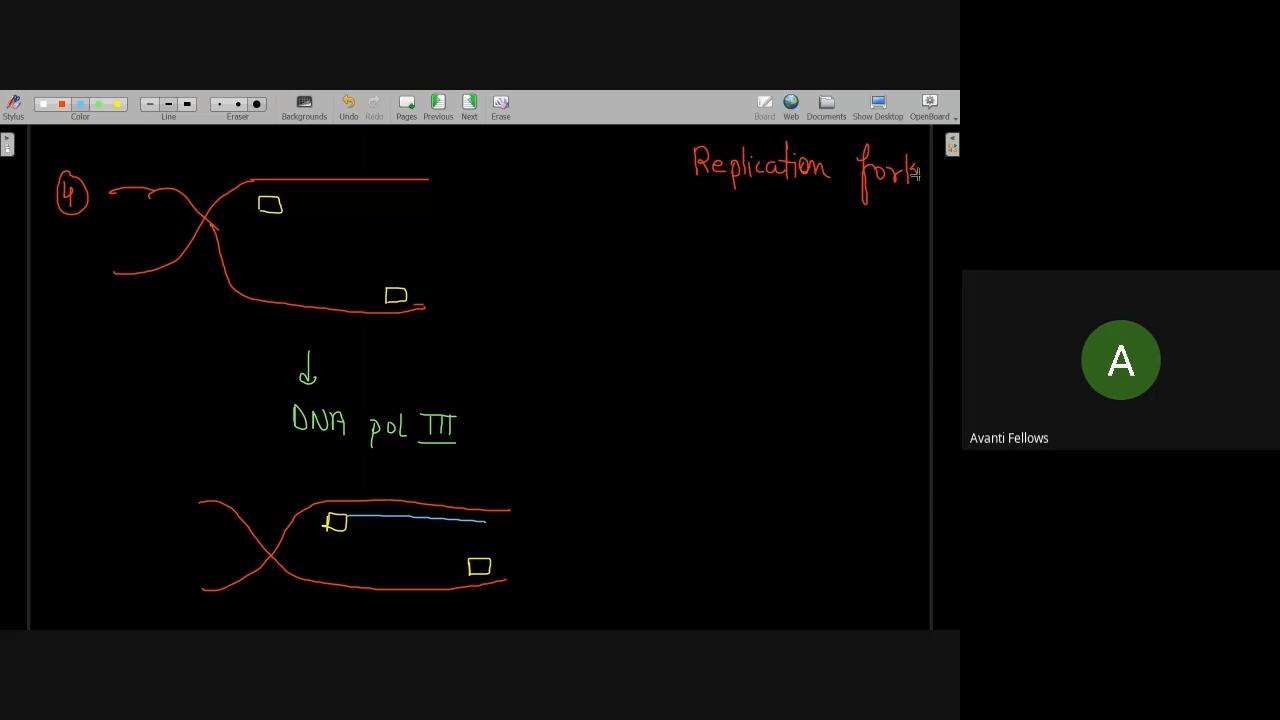 Stylus
Color
Line
Eraser
Backgrounds
Undo
Redo
Pages
Previous
Next
Erase
Board
Web
Documents
Show Desktop
OpenBoard
Replication fork
4
DNA pol III
A
Avanti Fellows